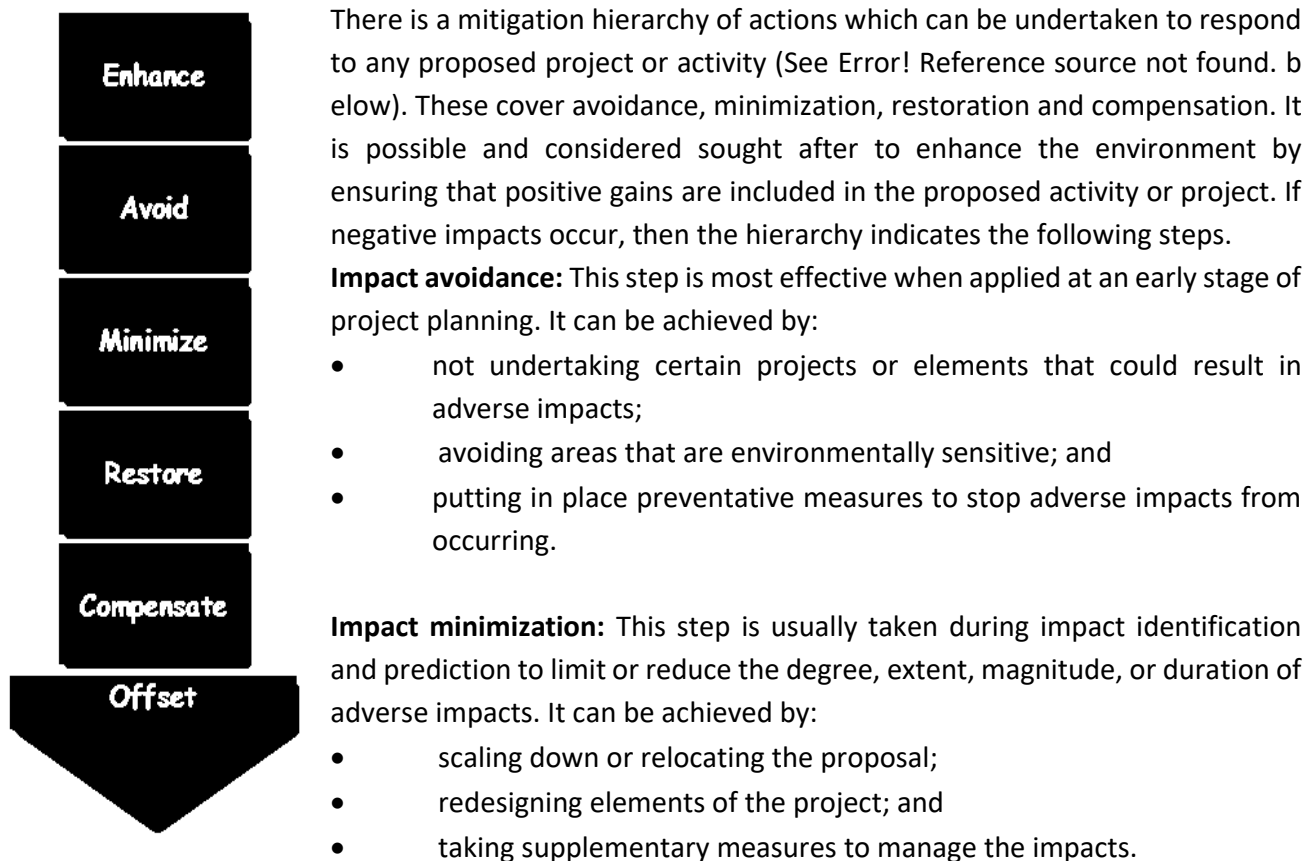 Enhance
Avoid
Minimize
Restore
Compensate
Offset
There is a mitigation hierarchy of actions which can be undertaken to respond
to any proposed project or activity (See Error! Reference source not found. b
elow). These cover avoidance, minimization, restoration and compensation. It
is possible and considered sought after to enhance the environment by
ensuring that positive gains are included in the proposed activity or project. If
negative impacts occur, then the hierarchy indicates the following steps.
Impact avoidance: This step is most effective when applied at an early stage of
project planning. It can be achieved by:
• not undertaking certain projects or elements that could result in
adverse impacts;
• avoiding areas that are environmentally sensitive; and
• putting in place preventative measures to stop adverse impacts from
occurring.
Impact minimization: This step is usually taken during impact identification
and prediction to limit or reduce the degree, extent, magnitude, or duration of
adverse impacts. It can be achieved by:
• scaling down or relocating the proposal;
• redesigning elements of the project; and
• taking supplementary measures to manage the impacts.